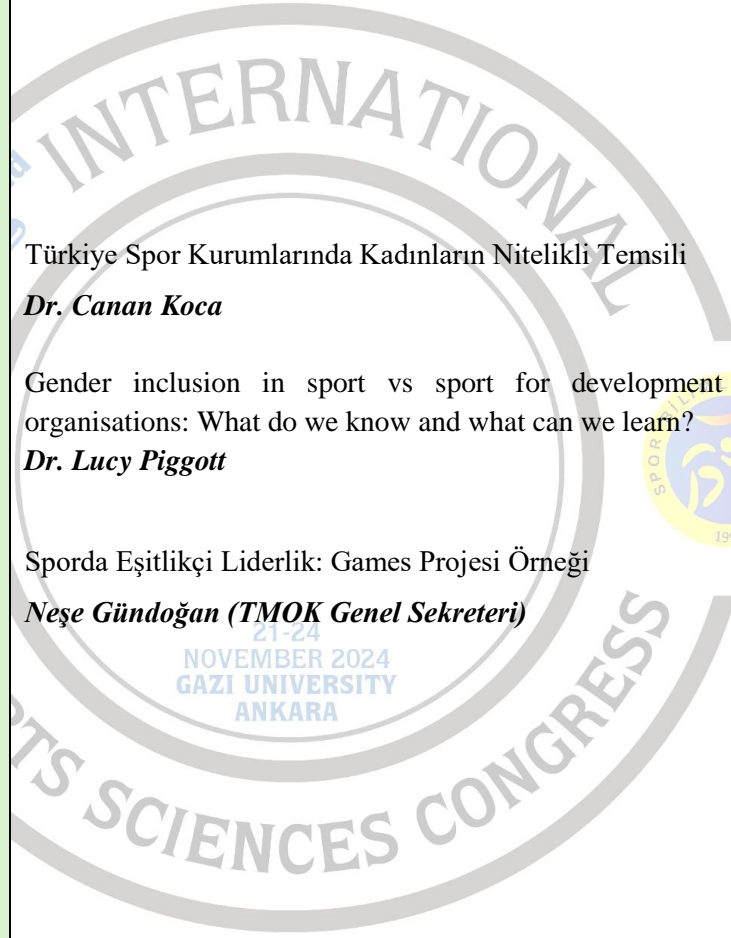 INTERNATIONAL
Türkiye Spor Kurumlarında Kadınların Nitelikli Temsili
Dr. Canan Koca
Gender inclusion in sport vs sport for development
organisations: What do we know and what can we learn?
Dr. Lucy Piggott
SPOR
Sporda Eşitlikçi Liderlik: Games Projesi Örneği
Neşe Gündoğan (TMOK Genel Sekreteri)
21-24
NOVEMBER 2024
GAZI UNIVERSITY
ANKARA
SCIENCES CONGRESS